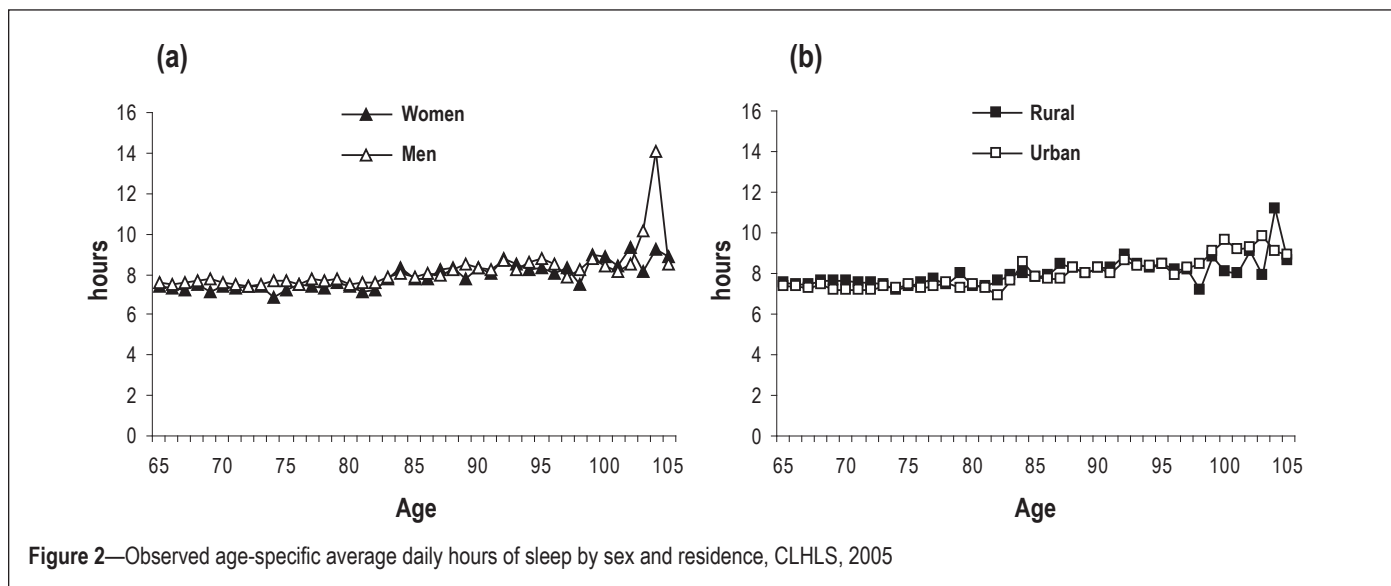 (a)
Women
Men
16
14
12
10
8
6
4
2
0
hours
65 70 75 80 85 90 95 100 105
Age
(b)
Rural
Urban
16
14
12
10
8
6
4
2
0
hours
65 70 75 80 85 90 95 100 105
Age
Figure 2—Observed age-specific average daily hours of sleep by sex and residence, CLHLS, 2005